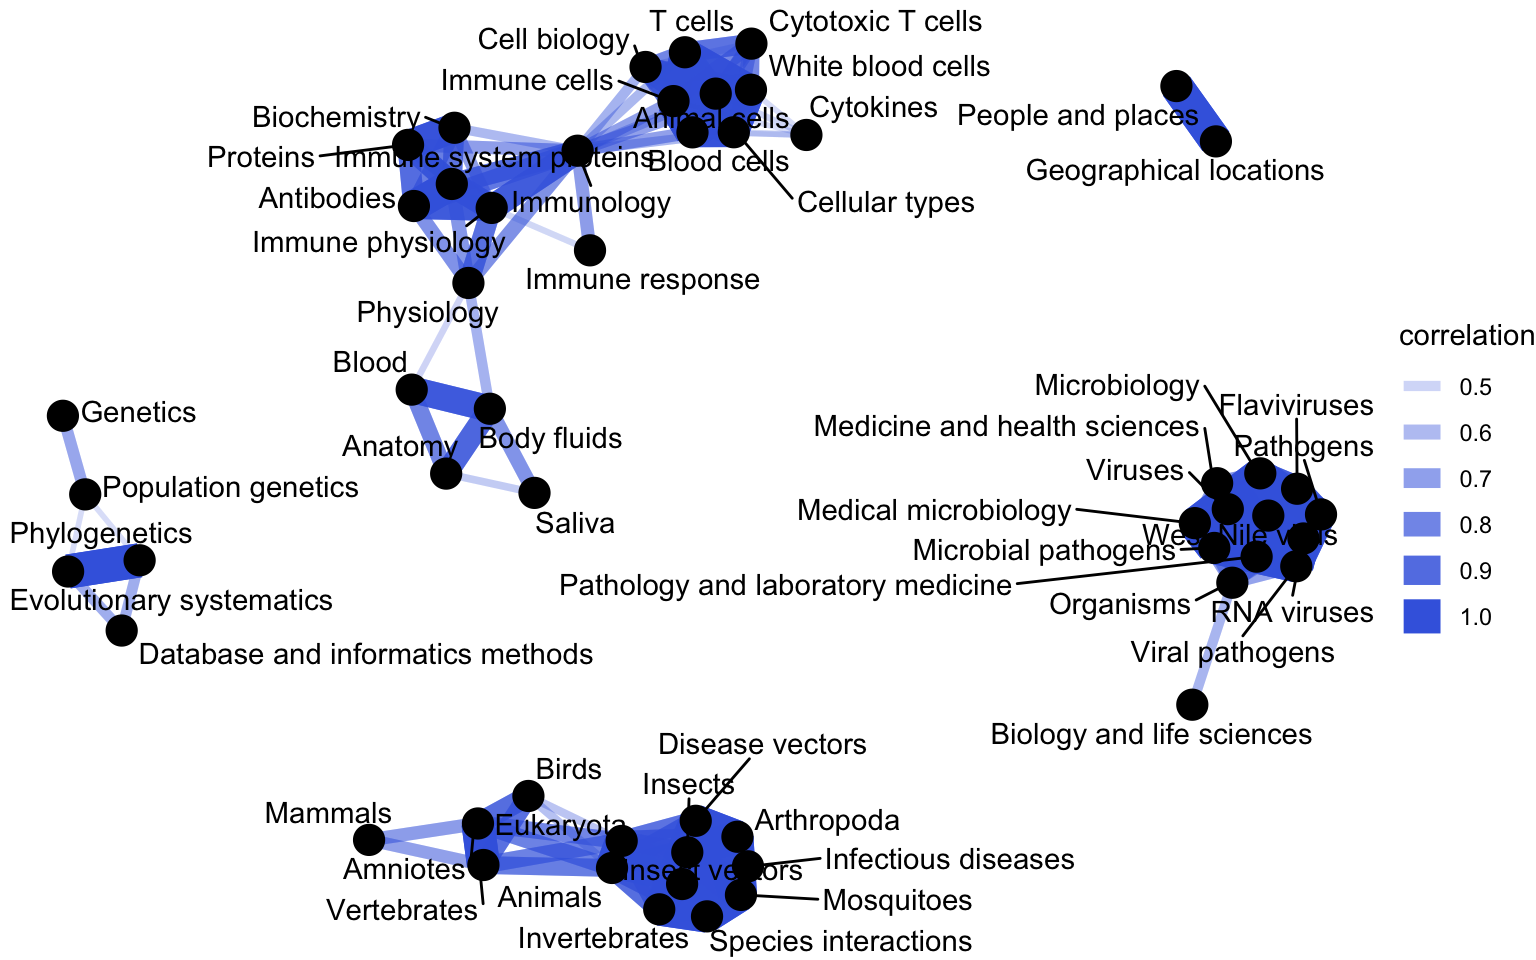 T cells
Cytotoxic T cells
Cell biology
White blood cells
Immune cells
Cytokines
Biochemistry
Animal cells
People and places
Proteins
Immune system proteins
Blood cells
Geographical locations
Antibodies
Immunology
Cellular types
Immune physiology
Immune response
Physiology
correlation
Blood
0.5
Microbiology
Flaviviruses
Genetics
Medicine and health sciences
0.6
Anatomy
Body fluids
Pathogens
Viruses
0.7
Population genetics
Medical microbiology
Saliva
0.8
Phylogenetics
West Nile virus
Microbial pathogens
0.9
Pathology and laboratory medicine
Evolutionary systematics
Organisms
RNA viruses
1.0
Database and informatics methods
Viral pathogens
Biology and life sciences
Disease vectors
Birds
Insects
Mammals
Eukaryota
Arthropoda
Infectious diseases
Amniotes
Insect vectors
Animals
Mosquitoes
Vertebrates
Invertebrates
Species interactions